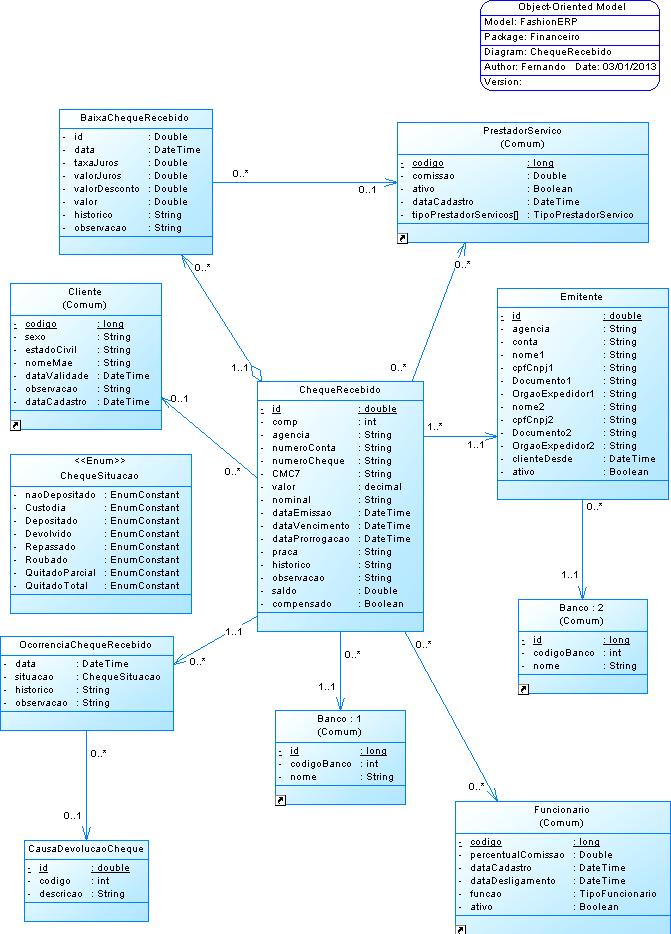 Object-Oriented Model
Model: FashionERP
Package: Financeiro
Diagram: ChequeRecebido
Author: Fernando Date: 03/01/2013
Version:
BaixaChequeRecebido
- id : Double
- data : DateTime
- taxaJuros : Double
- valorJuros : Double
- valorDesconto : Double
- valor : Double
- historico : String
- observacao : String
0..*
0..1
PrestadorServico
(Comum)
- codigo : long
- comissao : Double
- ativo : Boolean
- dataCadastro : DateTime
- tipoPrestadorServicos[] : TipoPrestadorServico
0..*
0..*
Cliente
(Comum)
- codigo : long
- sexo : String
- estadoCivil : String
- nomeMae : String
- dataValidade : DateTime
- observacao : String
- dataCadastro : DateTime
1..1
0..*
0..1
0..*
Emitente
- id : double
- agencia : String
- conta : String
- nome1 : String
- cpfCnpj1 : String
- Documento1 : String
- OrgaoExpedidor1 : String
- nome2 : String
- cpfCnpj2 : String
- Documento2 : String
- OrgaoExpedidor2 : String
- clienteDesde : DateTime
- ativo : Boolean
ChequeRecebido
- id : double
- comp : int
- agencia : String
- numeroConta : String
- numeroCheque : String
- CMC7 : String
- valor : decimal
- nominal : String
- dataEmissao : DateTime
- dataVencimento : DateTime
- dataProrrogacao : DateTime
- praca : String
- historico : String
- observacao : String
- saldo : Double
- compensado : Boolean
1..*
1..1
<<Enum>>
ChequeSituacao
- naoDepositado : EnumConstant
- Custodia : EnumConstant
- Depositado : EnumConstant
- Devolvido : EnumConstant
- Repassado : EnumConstant
- Roubado : EnumConstant
- QuitadoParcial : EnumConstant
- QuitadoTotal : EnumConstant
0..*
1..1
Banco : 2
(Comum)
- id : long
- codigoBanco : int
- nome : String
1..1
0..*
OcorrenciaChequeRecebido
- data : DateTime
- situacao : ChequeSituacao
- historico : String
- observacao : String
0..*
1..1
Banco : 1
(Comum)
- id : long
- codigoBanco : int
- nome : String
0..*
0..*
0..*
0..1
CausaDevolucaoCheque
- id : double
- codigo : int
- descricao : String
Funcionario
(Comum)
- codigo : long
- percentualComissao : Double
- dataCadastro : DateTime
- dataDesligamento : DateTime
- funcao : TipoFuncionario
- ativo : Boolean